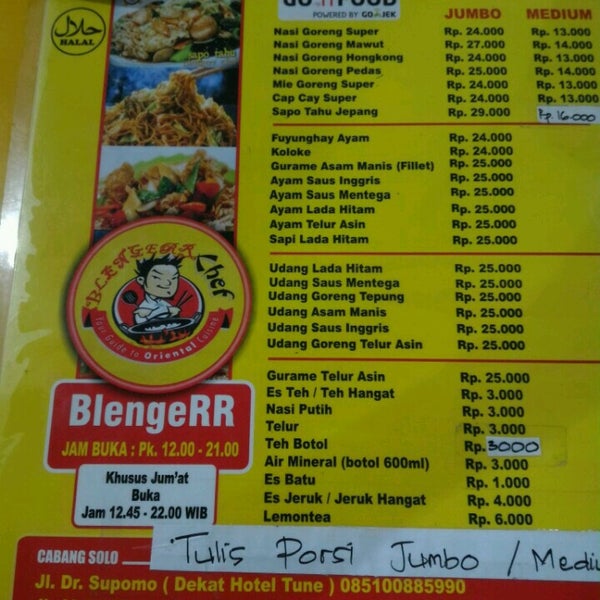 GO FOOD
POWERED BY GO-JEK
حلال
HALAL
sapo tahu
JUMBO MEDIUM
Nasi Goreng Super Rp. 24.000 Rp. 13.000
Nasi Goreng Mawut Rp. 27.000 Rp. 14.000
Nasi Goreng Hongkong Rp. 24.000 Rp. 13.000
Nasi Goreng Pedas Rp. 25.000 Rp. 14.000
Mie Goreng Super Rp. 24.000 Rp. 13.000
Cap Cay Super Rp. 24.000 Rp. 13.000
Sapo Tahu Jepang Rp. 29.000 Rp. 16.000
Fuyunghay Ayam Rp. 24.000
Koloke Rp. 24.000
Gurame Asam Manis (Fillet) Rp. 25.000
Ayam Saus Inggris Rp. 25.000
Ayam Saus Mentega Rp. 25.000
Ayam Lada Hitam Rp. 25.000
Ayam Telur Asin Rp. 25.000
Sapi Lada Hitam Rp. 25.000
Udang Lada Hitam Rp. 25.000
Udang Saus Mentega Rp. 25.000
Udang Goreng Tepung Rp. 25.000
Udang Asam Manis Rp. 25.000
Udang Saus Inggris Rp. 25.000
Udang Goreng Telur Asin Rp. 25.000
Gurame Telur Asin Rp. 25.000
Es Teh / Teh Hangat Rp. 3.000
Nasi Putih Rp. 3.000
Telur Rp. 3.000
Teh Botol Rp. 3000
Air Mineral (botol 600ml) Rp. 3.000
Es Batu Rp. 1.000
Es Jeruk / Jeruk Hangat Rp. 4.000
Lemontea Rp. 6.000
BLENGERR Chef
Your Guide to Oriental Cuisine
BlengeRR
JAM BUKA : Pk. 12.00 - 21.00
Khusus Jum'at
Buka
Jam 12.45 - 22.00 WIB
Tulis Porsi Jumbo / Mediu
CABANG SOLO
Jl. Dr. Supomo ( Dekat Hotel Tune ) 085100885990